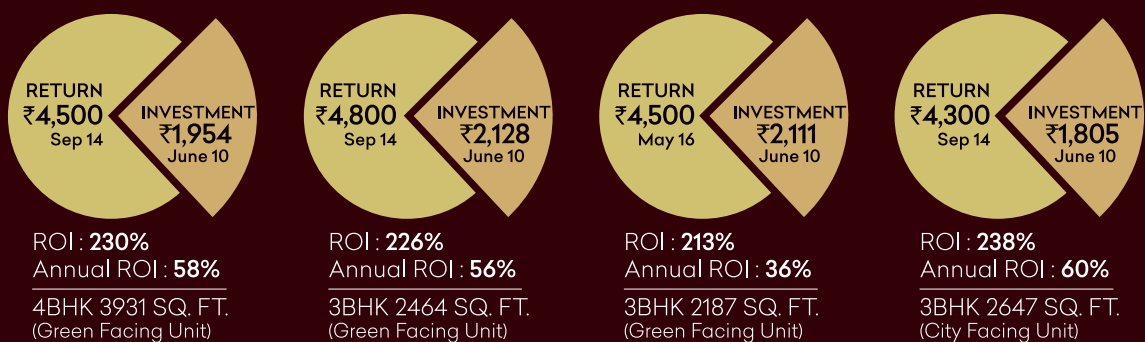 RETURN
₹4,500
Sep 14
INVESTMENT
₹1,954
June 10
ROI : 230%
Annual ROI : 58%
4BHK 3931 SQ. FT.
(Green Facing Unit)
RETURN
₹4,800
Sep 14
INVESTMENT
₹2,128
June 10
ROI : 226%
Annual ROI : 56%
3BHK 2464 SQ. FT.
(Green Facing Unit)
RETURN
₹4,500
May 16
INVESTMENT
₹2,111
June 10
ROI : 213%
Annual ROI : 36%
3BHK 2187 SQ. FT.
(Green Facing Unit)
RETURN
₹4,300
Sep 14
INVESTMENT
₹1,805
June 10
ROI : 238%
Annual ROI : 60%
3BHK 2647 SQ. FT.
(City Facing Unit)